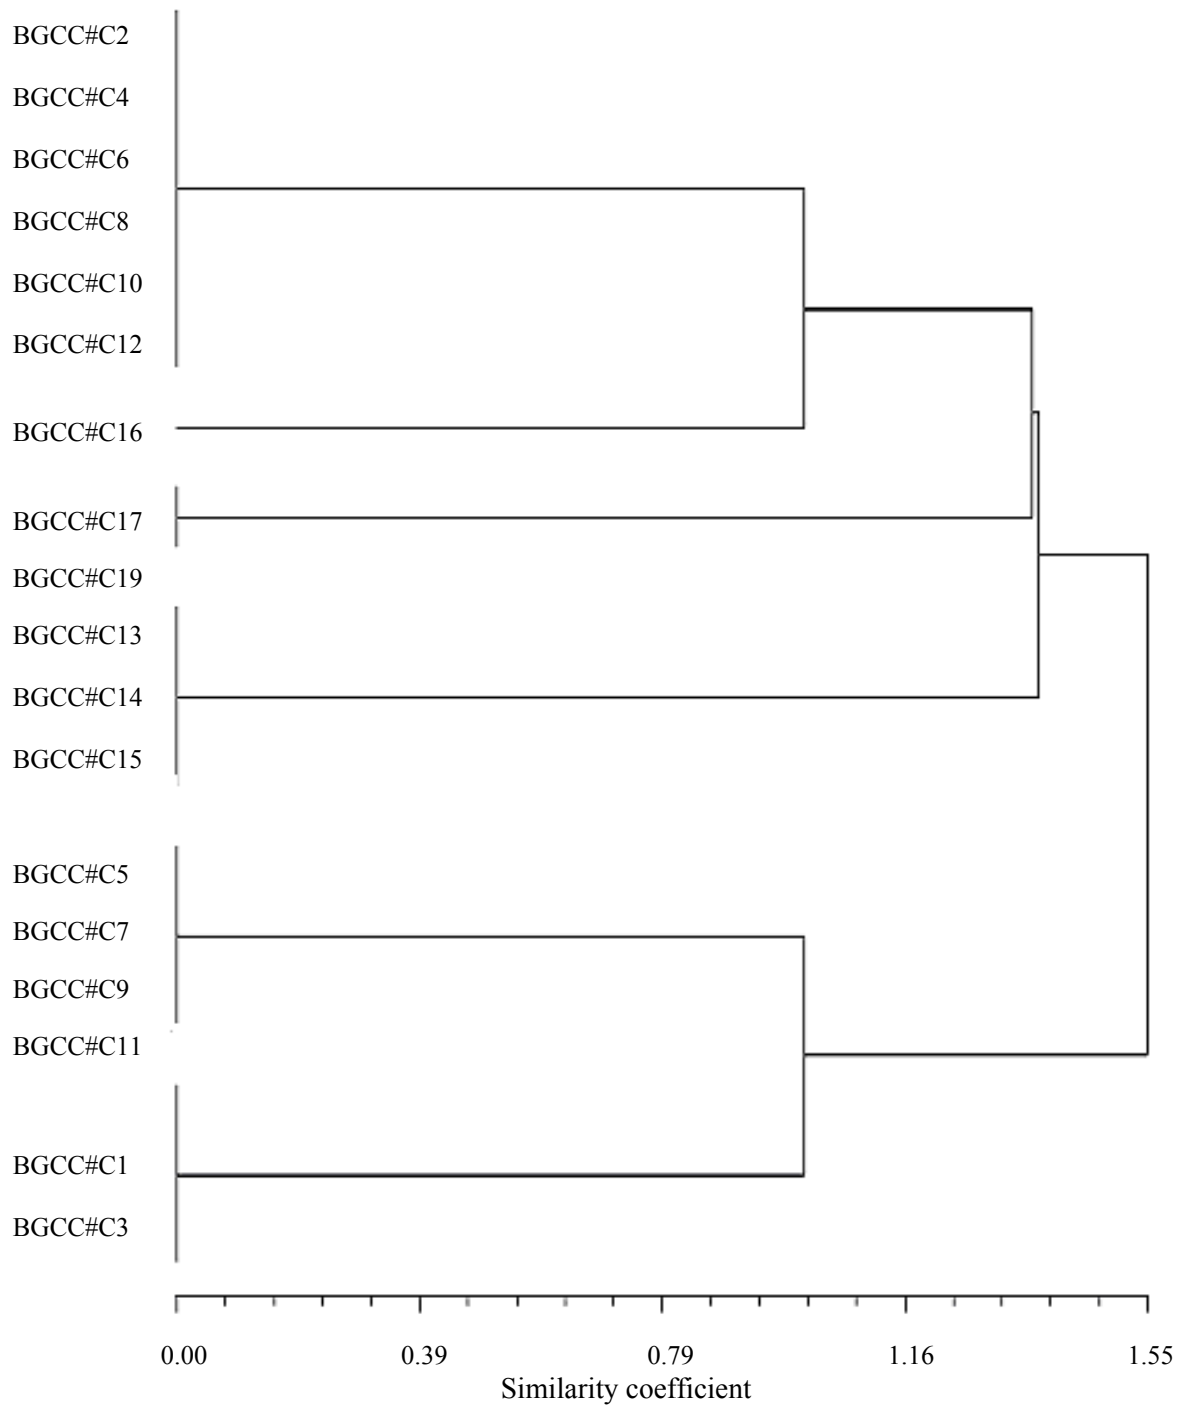 BGCC#C2
BGCC#C4
BGCC#C6
BGCC#C8
BGCC#C10
BGCC#C12
BGCC#C16
BGCC#C17
BGCC#C19
BGCC#C13
BGCC#C14
BGCC#C15
BGCC#C5
BGCC#C7
BGCC#C9
BGCC#C11
BGCC#C1
BGCC#C3
0.00 0.39 0.79 1.16 1.55
Similarity coefficient